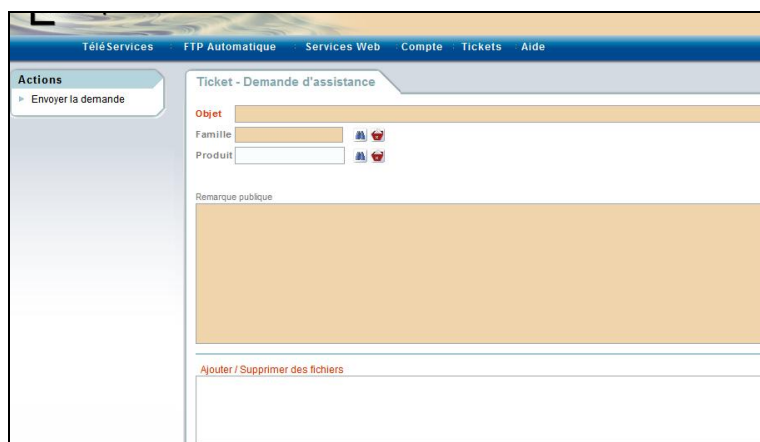 TéléServices FTP Automatique Services Web Compte Tickets Aide
Actions
Envoyer la demande
Ticket - Demande d'assistance
Objet
Famille
Produit
Remarque publique
Ajouter / Supprimer des fichiers